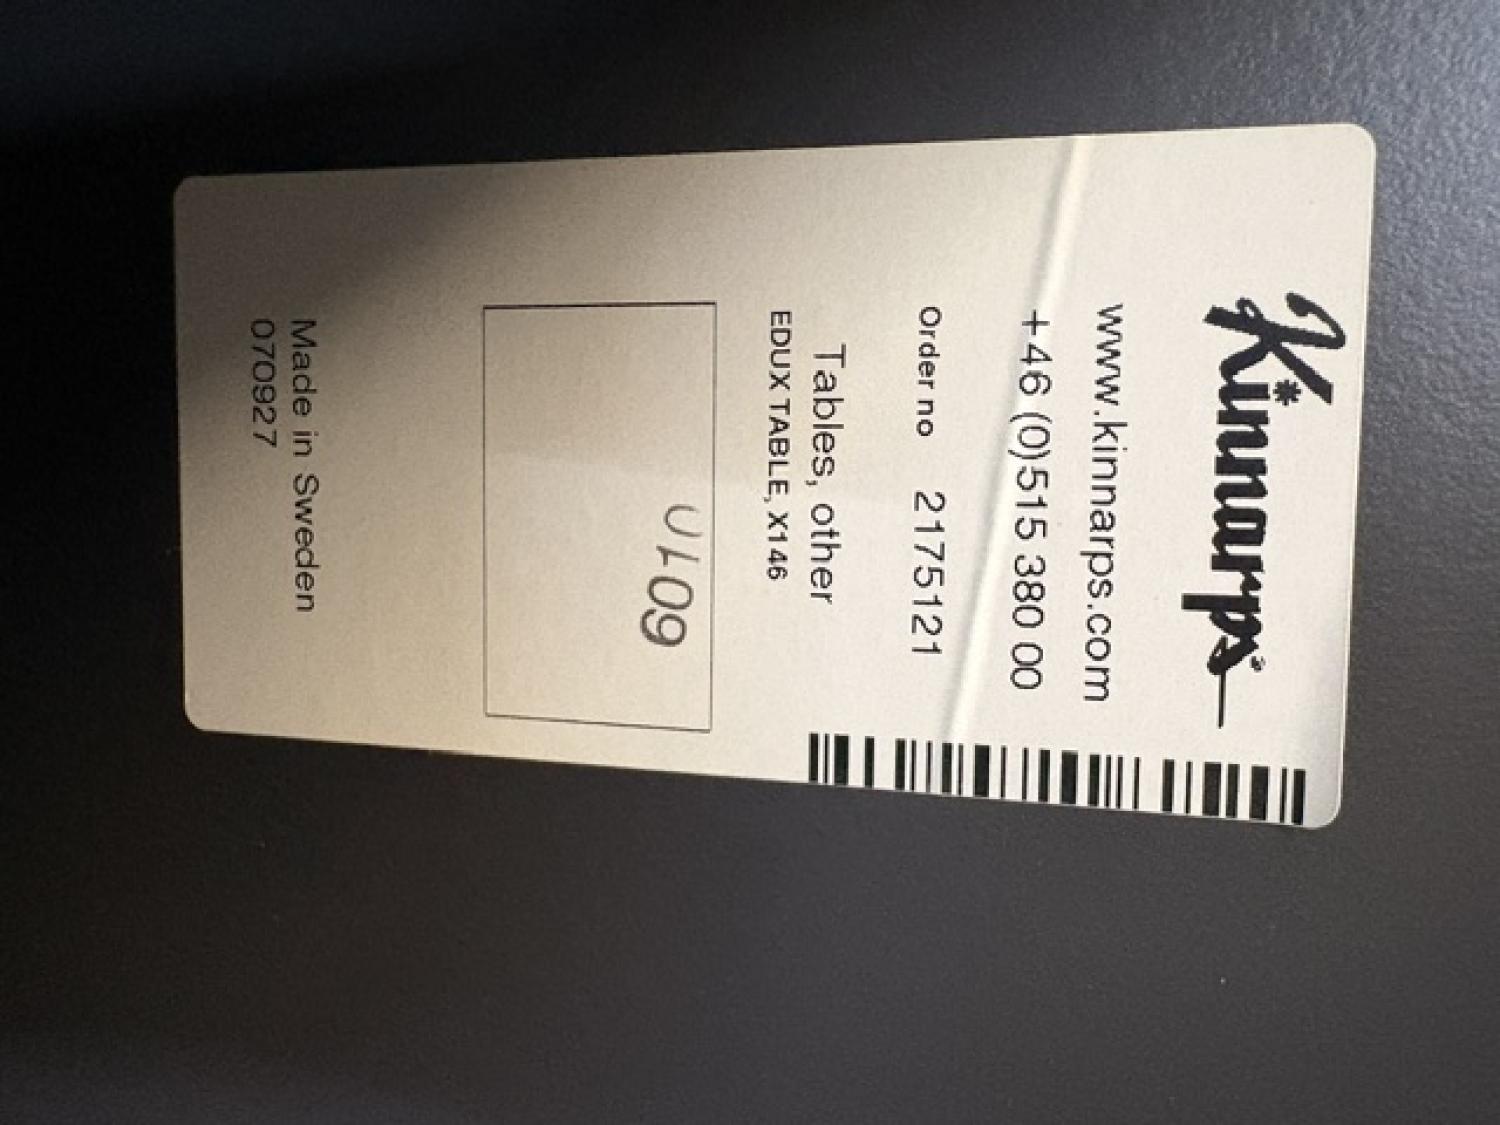 Kinnarps
www.kinnarps.com
+46 (0)515 380 00
Order no 2175121
Tables, other
EDUX TABLE, X146
Made in Sweden
070927